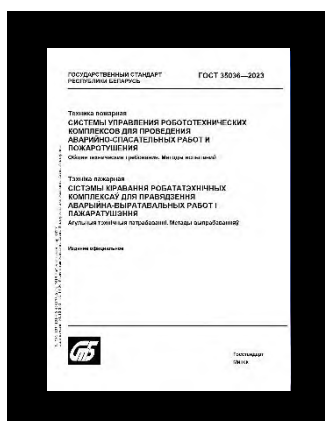 ГОСУДАРСТВЕННЫЙ СТАНДАРТ
РЕСПУБЛИКИ БЕЛАРУСЬ
ГОСТ 35036—2023
Техника пожарная
СИСТЕМЫ УПРАВЛЕНИЯ РОБОТОТЕХНИЧЕСКИХ
КОМПЛЕКСОВ ДЛЯ ПРОВЕДЕНИЯ
АВАРИЙНО-СПАСАТЕЛЬНЫХ РАБОТ И
ПОЖАРОТУШЕНИЯ
Общие технические требования. Методы испытаний
Тэхніка пажарная
СІСТЭМЫ КІРАВАННЯ РОБАТАТЭХНІЧНЫХ
КОМПЛЕКСАЎ ДЛЯ ПРАВЯДЗЕННЯ
АВАРЫЙНА-ВЫРАТАВАЛЬНЫХ РАБОТ І
ПАЖАРАТУШЭННЯ
Агульныя тэхнічныя патрабаванні. Метады выпрабаванняў
Издание официальное
СТБ
Госстандарт
Минск